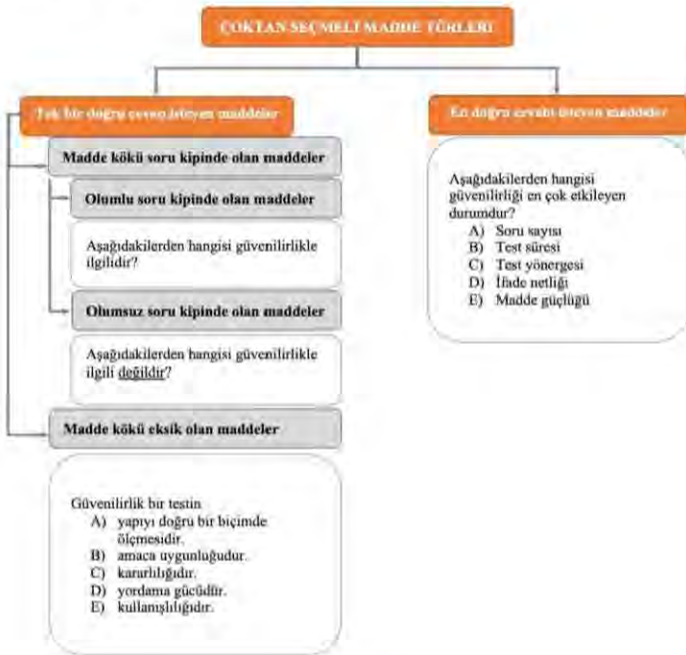 ÇOKTAN SEÇMELİ MADDE TÜRLERİ
Tek bir doğru cevap isteyen maddeler
Madde kökü soru kipinde olan maddeler
Olumlu soru kipinde olan maddeler
Aşağıdakilerden hangisi güvenilirlikle
ilgilidir?
Olumsuz soru kipinde olan maddeler
Aşağıdakilerden hangisi güvenilirlikle
ilgili değildir?
Madde kökü eksik olan maddeler
Güvenilirlik bir testin
A) yapıyı doğru bir biçimde
ölçmesidir.
B) amaca uygunluğudur.
C) kararlılığıdır.
D) yordama gücüdür.
E) kullanışlılığıdır.
En doğru cevabı isteyen maddeler
Aşağıdakilerden hangisi
güvenilirliği en çok etkileyen
durumdur?
A) Soru sayısı
B) Test süresi
C) Test yönergesi
D) İfade netliği
E) Madde güçlüğü